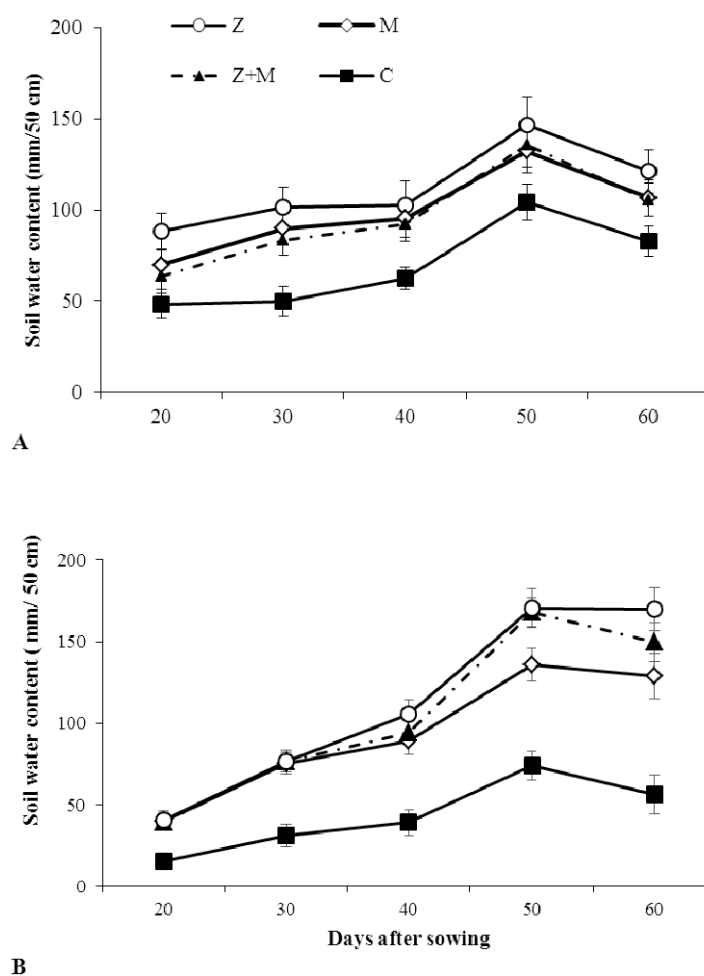 200
150
100
50
0
Soil water content (mm/50 cm)
Z
M
Z+M
C
20 30 40 50 60
A
200
150
100
50
0
Soil water content ( mm/ 50 cm)
20 30 40 50 60
Days after sowing
B